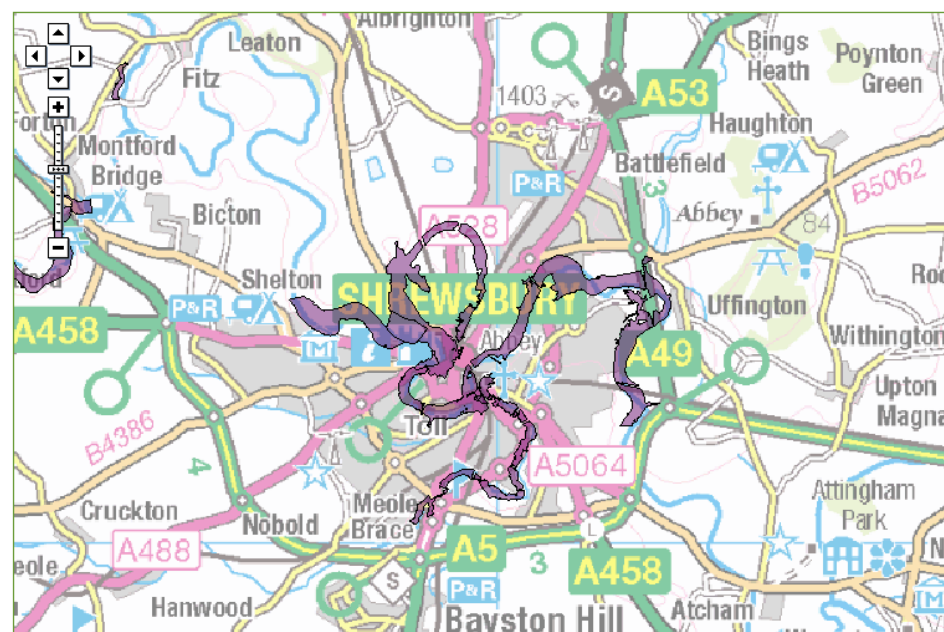 Albrighton
Leaton
Bings
Heath
Poynton
Green
Fitz
1403
S
A53
Haughton
Montford
Bridge
Battlefield
3
P&R
B5062
Bicton
A528
Abbey
84
Shelton
SHREWSBURY
Uffington
P&R
A458
Withington
M
i
Abbey
A49
Upton
Magna
B4386
Toll
4
A5064
Attingham
Park
Cruckton
Meole
Brace
Nobold
L
A488
A5
3
A458
eole
S
P&R
M
Hanwood
Bayston Hill
Atcham